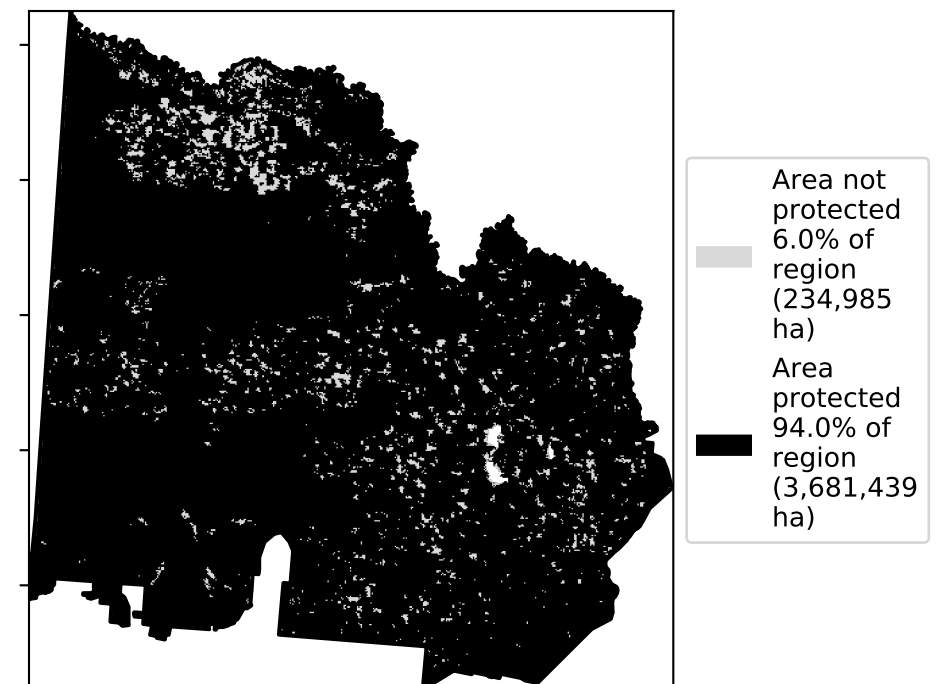 Area not
protected
6.0% of
region
(234,985
ha)
Area
protected
94.0% of
region
(3,681,439
ha)